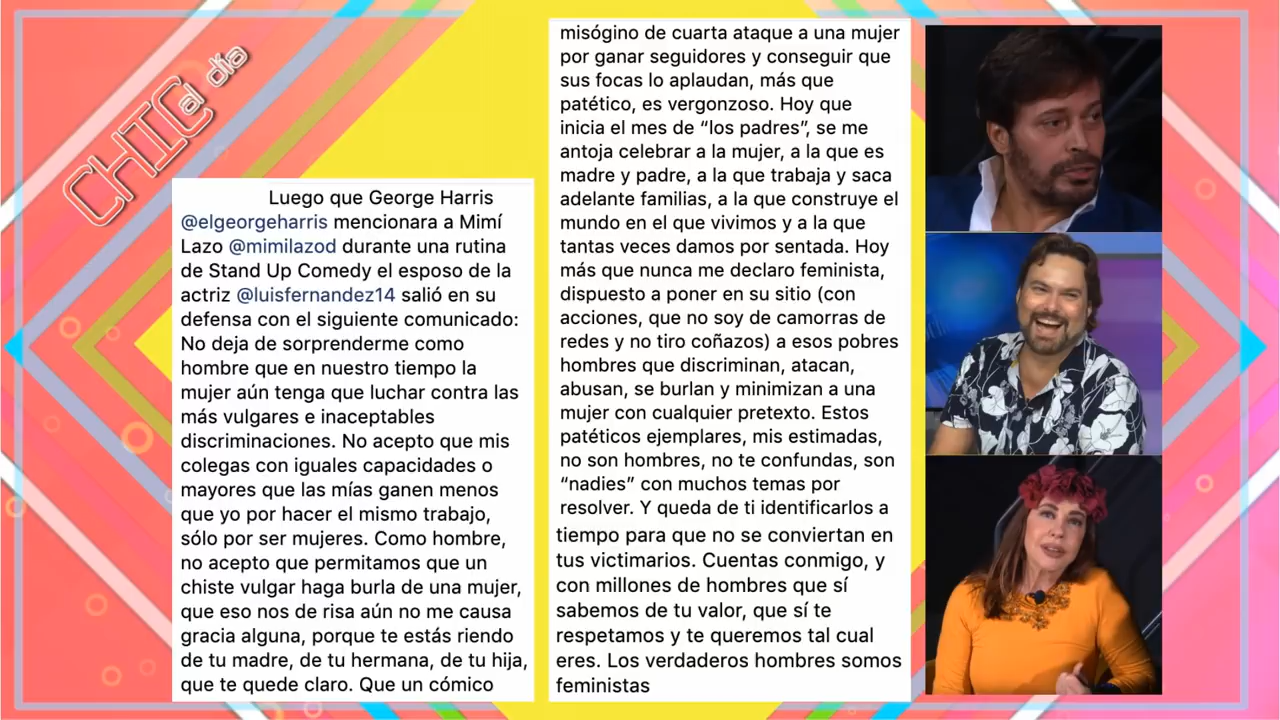 CHIC
al día
Luego que George Harris
@elgeorgeharris mencionara a Mimí
Lazo @mimilazod durante una rutina
de Stand Up Comedy el esposo de la
actriz @luisfernandez14 salió en su
defensa con el siguiente comunicado:
No deja de sorprenderme como
hombre que en nuestro tiempo la
mujer aún tenga que luchar contra las
más vulgares e inaceptables
discriminaciones. No acepto que mis
colegas con iguales capacidades o
mayores que las mías ganen menos
que yo por hacer el mismo trabajo,
sólo por ser mujeres. Como hombre,
no acepto que permitamos que un
chiste vulgar haga burla de una mujer,
que eso nos de risa aún no me causa
gracia alguna, porque te estás riendo
de tu madre, de tu hermana, de tu hija,
que te quede claro. Que un cómico
misógino de cuarta ataque a una mujer
por ganar seguidores y conseguir que
sus focas lo aplaudan, más que
patético, es vergonzoso. Hoy que
inicia el mes de “los padres”, se me
antoja celebrar a la mujer, a la que es
madre y padre, a la que trabaja y saca
adelante familias, a la que construye el
mundo en el que vivimos y a la que
tantas veces damos por sentada. Hoy
más que nunca me declaro feminista,
dispuesto a poner en su sitio (con
acciones, que no soy de camorras de
redes y no tiro coñazos) a esos pobres
hombres que discriminan, atacan,
abusan, se burlan y minimizan a una
mujer con cualquier pretexto. Estos
patéticos ejemplares, mis estimadas,
no son hombres, no te confundas, son
“nadies” con muchos temas por
resolver. Y queda de ti identificarlos a
tiempo para que no se conviertan en
tus victimarios. Cuentas conmigo, y
con millones de hombres que sí
sabemos de tu valor, que sí te
respetamos y te queremos tal cual
eres. Los verdaderos hombres somos
feministas